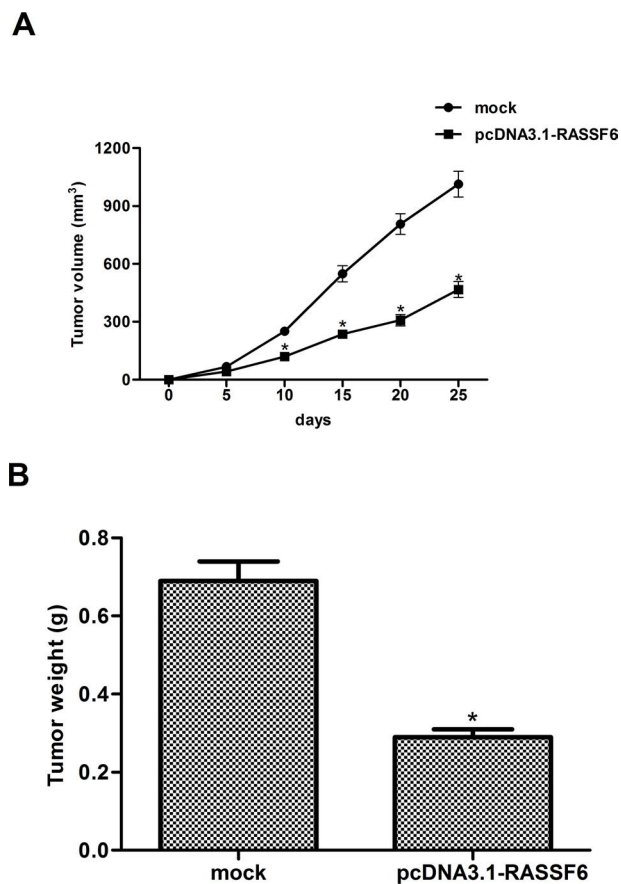 A
mock
pcDNA3.1-RASSF6
Tumor volume (mm³)
1200
900
600
300
0
*
*
*
*
0 5 10 15 20 25
days
B
Tumor weight (g)
0.8
0.6
0.4
0.2
0.0
*
mock pcDNA3.1-RASSF6